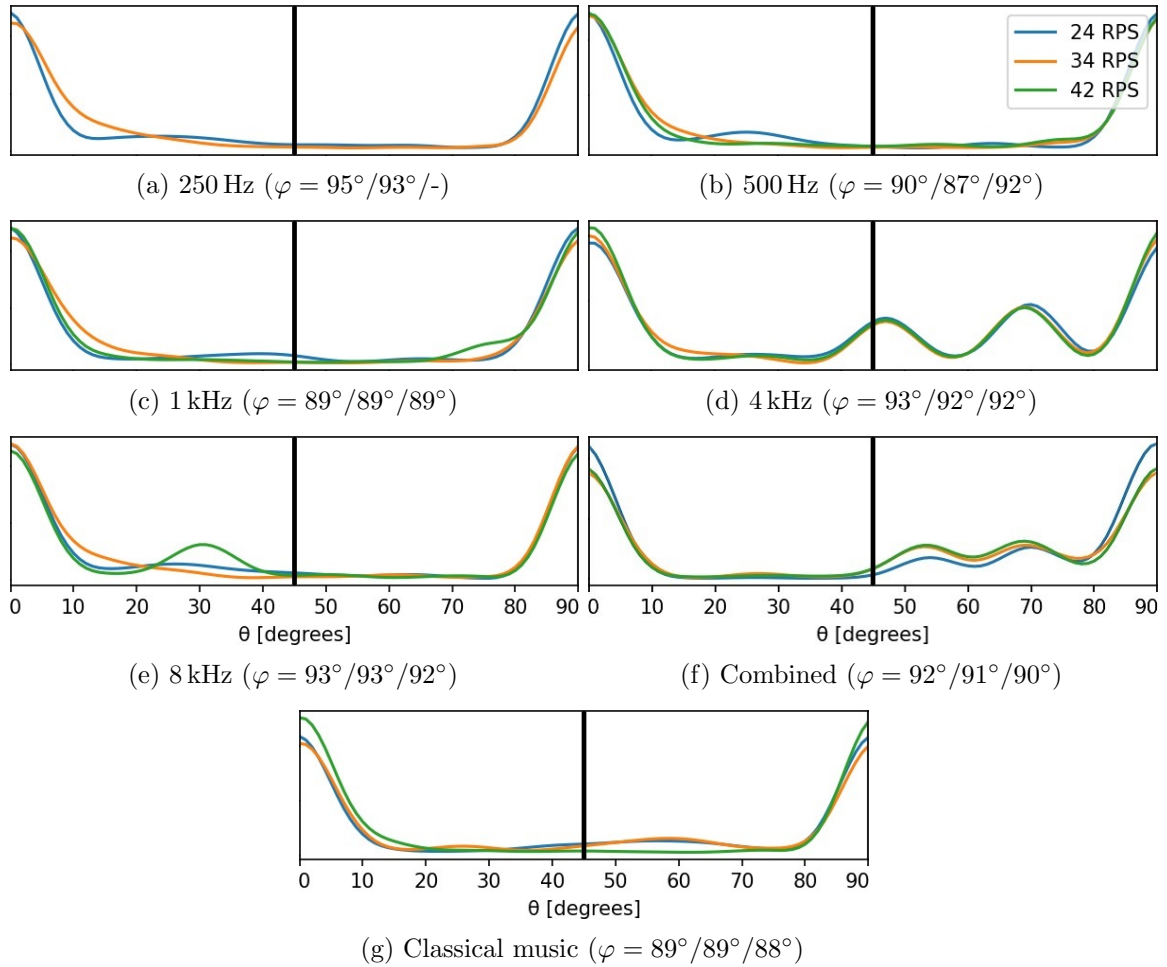 24 RPS
34 RPS
42 RPS
(a) 250 Hz (φ = 95°/93°/-)
(b) 500 Hz (φ = 90°/87°/92°)
(c) 1 kHz (φ = 89°/89°/89°)
(d) 4 kHz (φ = 93°/92°/92°)
0 10 20 30 40 50 60 70 80 90
θ [degrees]
0 10 20 30 40 50 60 70 80 90
θ [degrees]
(e) 8 kHz (φ = 93°/93°/92°)
(f) Combined (φ = 92°/91°/90°)
0 10 20 30 40 50 60 70 80 90
θ [degrees]
(g) Classical music (φ = 89°/89°/88°)